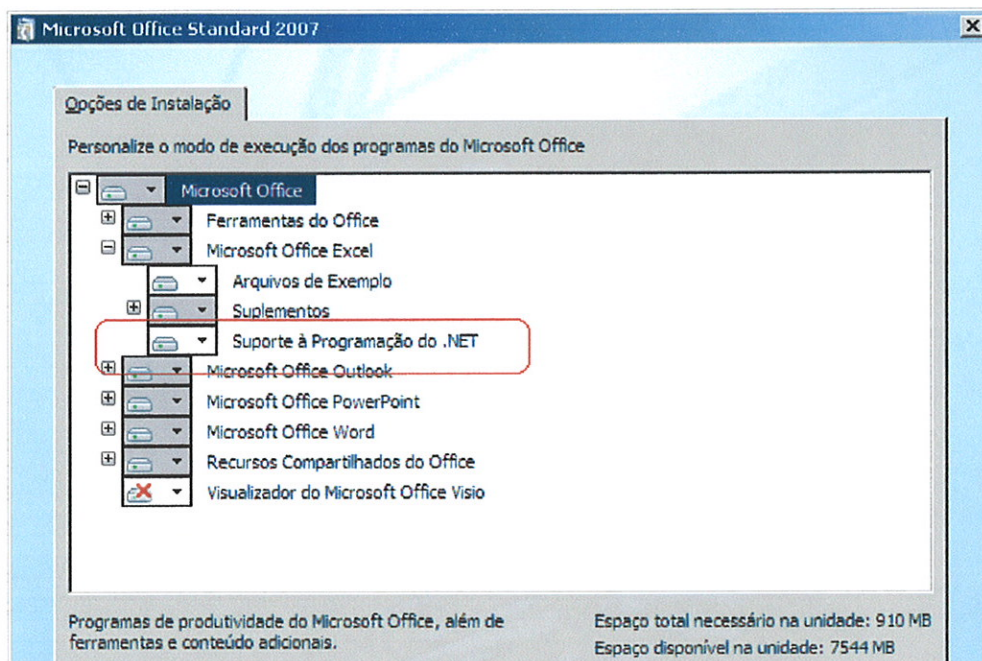 Microsoft Office Standard 2007
Opções de Instalação
Personalize o modo de execução dos programas do Microsoft Office
Microsoft Office
Ferramentas do Office
Microsoft Office Excel
Arquivos de Exemplo
Suplementos
Suporte à Programação do .NET
Microsoft Office Outlook
Microsoft Office PowerPoint
Microsoft Office Word
Recursos Compartilhados do Office
Visualizador do Microsoft Office Visio
Programas de produtividade do Microsoft Office, além de
ferramentas e conteúdo adicionais.
Espaço total necessário na unidade: 910 MB
Espaço disponível na unidade: 7544 MB